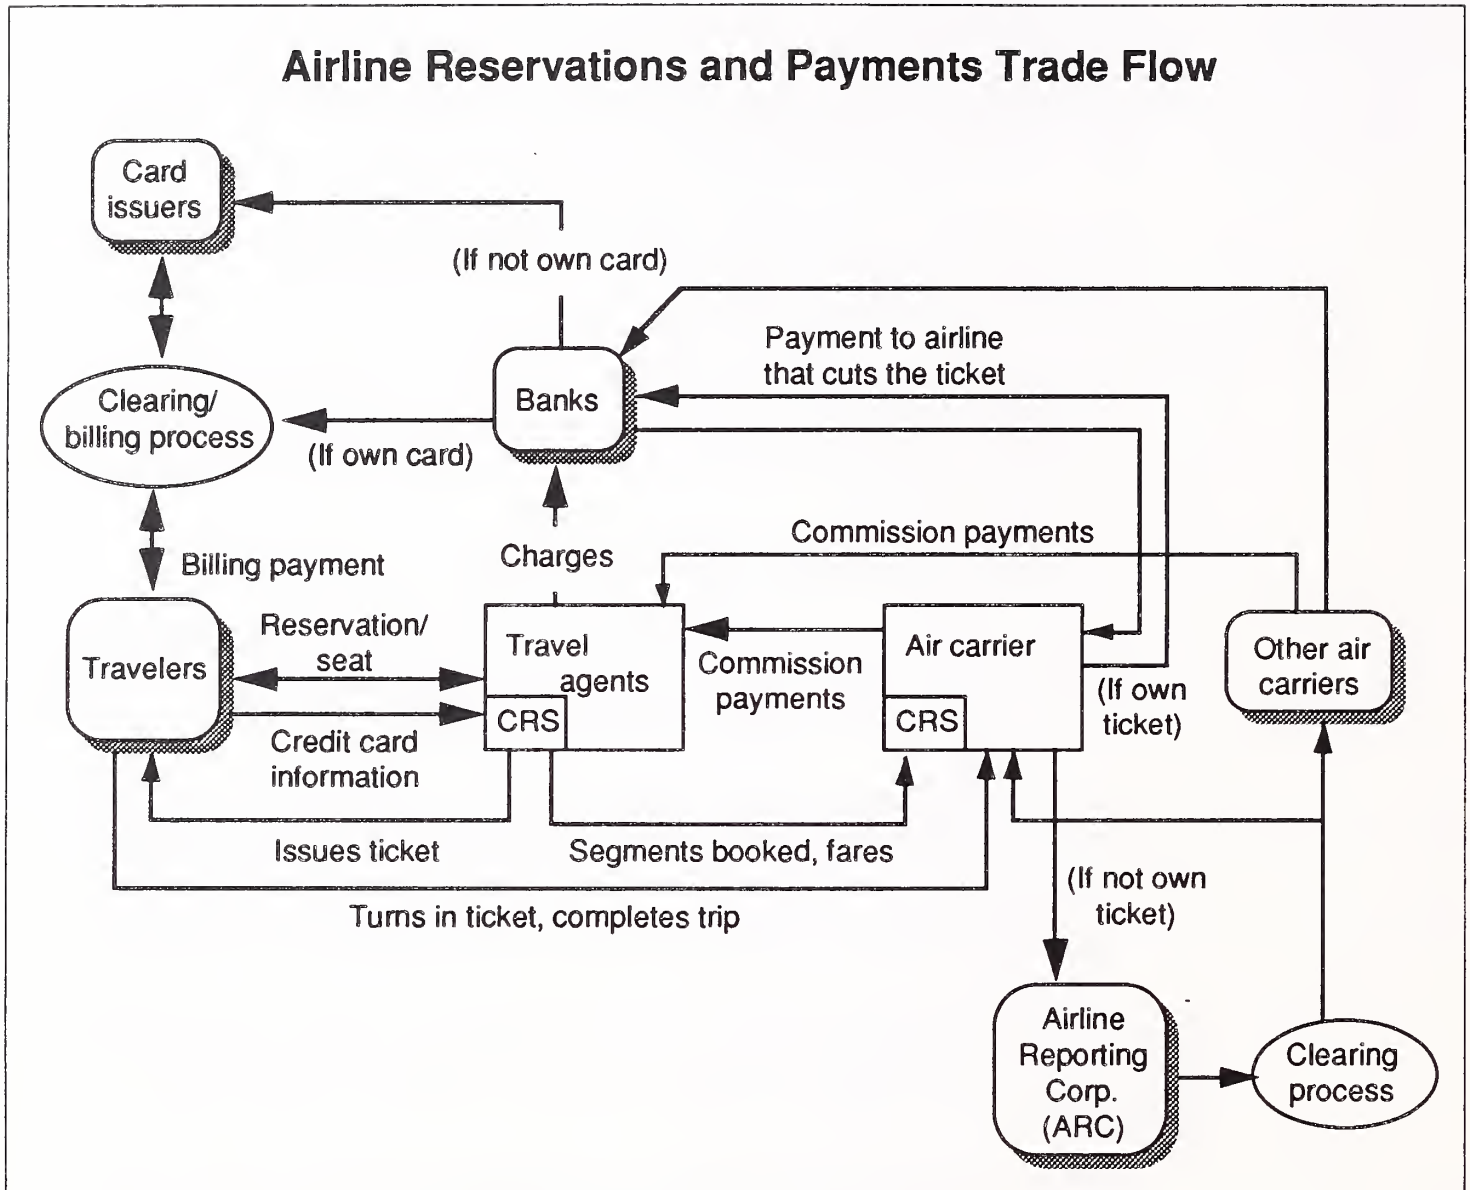 Airline Reservations and Payments Trade Flow
Card
issuers
(If not own card)
Payment to airline
that cuts the ticket
Banks
Clearing/
billing process
(If own card)
Commission payments
Charges
Billing payment
Reservation/
seat
Travelers
Travel
agents
CRS
Commission
payments
Air carrier
CRS
(If own
ticket)
Other air
carriers
Credit card
information
Issues ticket
Segments booked, fares
(If not own
ticket)
Turns in ticket, completes trip
Airline
Reporting
Corp.
(ARC)
Clearing
process